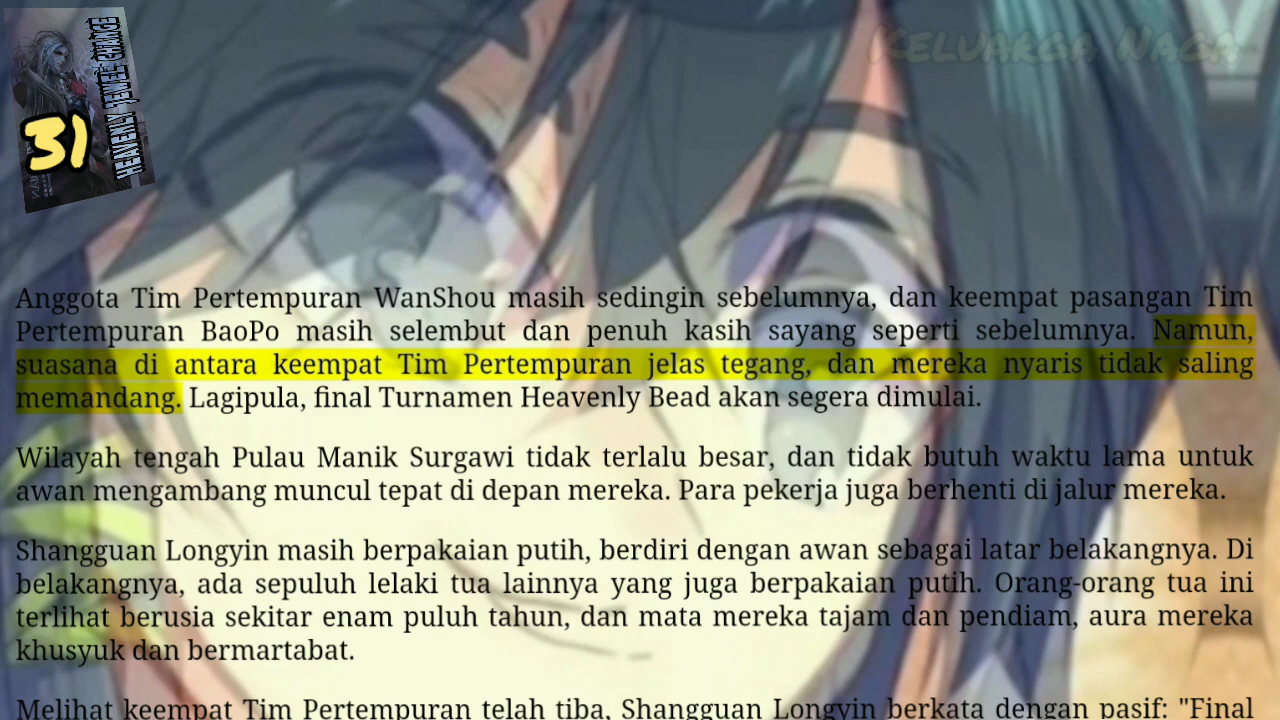 Keluarga Naga
HEAVENLY JEWEL CHANGE
31
Anggota Tim Pertempuran WanShou masih sedingin sebelumnya, dan keempat pasangan Tim
Pertempuran BaoPo masih selembut dan penuh kasih sayang seperti sebelumnya. Namun,
suasana di antara keempat Tim Pertempuran jelas tegang, dan mereka nyaris tidak saling
memandang. Lagipula, final Turnamen Heavenly Bead akan segera dimulai.
Wilayah tengah Pulau Manik Surgawi tidak terlalu besar, dan tidak butuh waktu lama untuk
awan mengambang muncul tepat di depan mereka. Para pekerja juga berhenti di jalur mereka.
Shangguan Longyin masih berpakaian putih, berdiri dengan awan sebagai latar belakangnya. Di
belakangnya, ada sepuluh lelaki tua lainnya yang juga berpakaian putih. Orang-orang tua ini
terlihat berusia sekitar enam puluh tahun, dan mata mereka tajam dan pendiam, aura mereka
khusyuk dan bermartabat.
Melihat keempat Tim Pertempuran telah tiba, Shangguan Longyin berkata dengan pasif: "Final